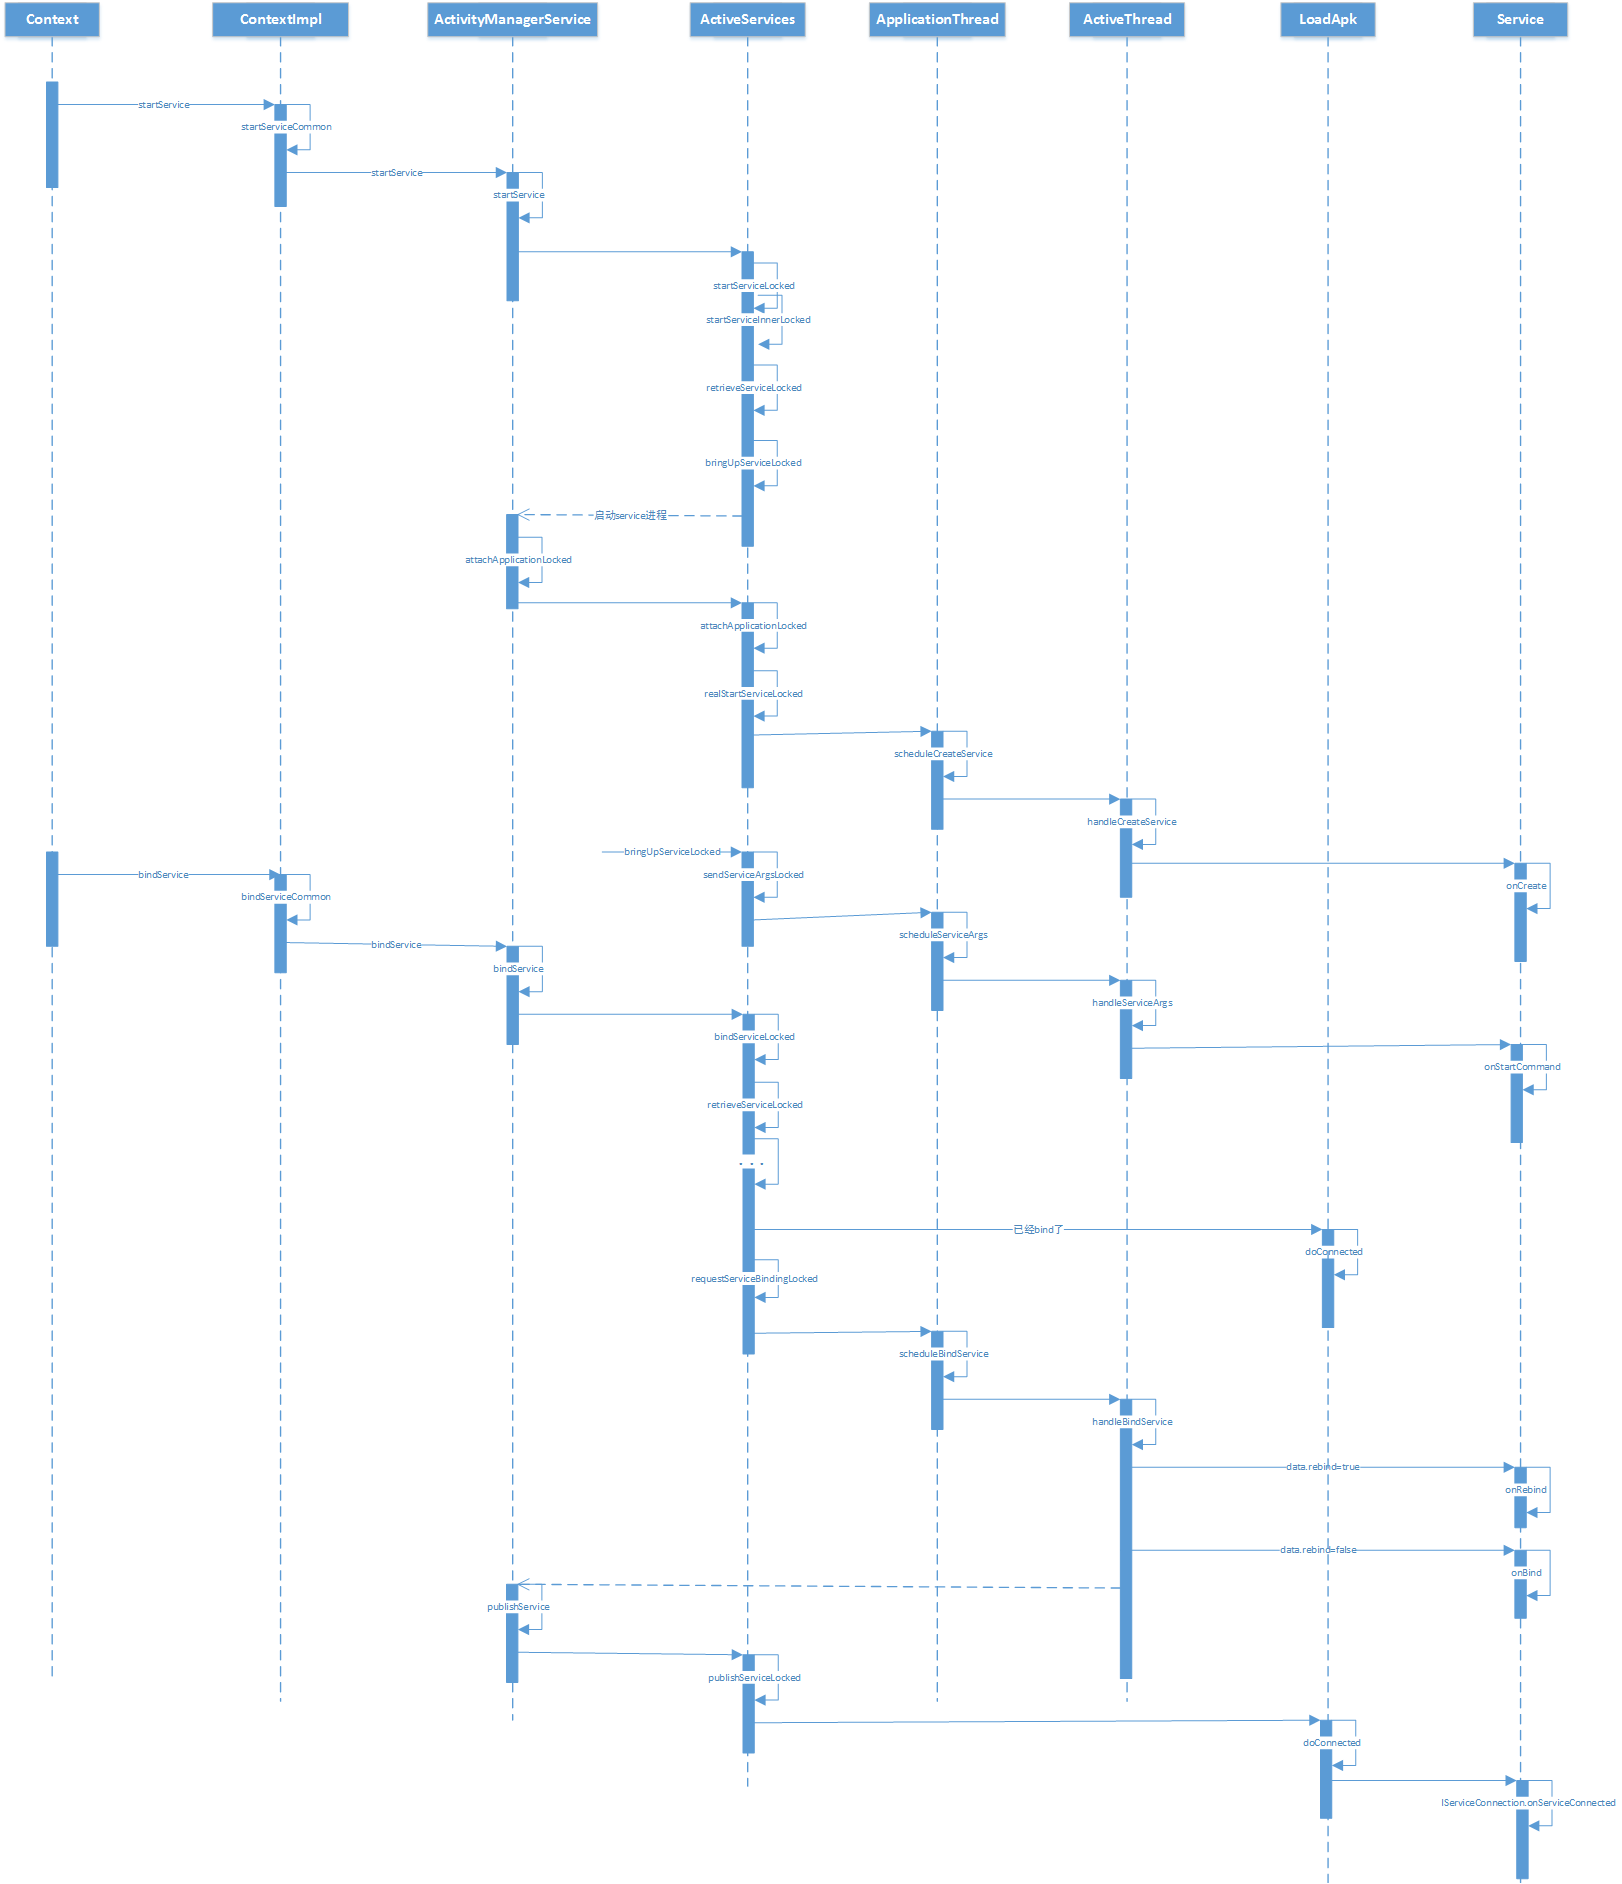 Context
ContextImpl
ActivityManagerService
ActiveServices
ApplicationThread
ActiveThread
LoadApk
Service
startService
startServiceCommon
startService
startService
startServiceLocked
startServiceInnerLocked
retrieveServiceLocked
bringUpServiceLocked
启动service进程
attachApplicationLocked
attachApplicationLocked
realStartServiceLocked
scheduleCreateService
handleCreateService
bringUpServiceLocked
bindService
sendServiceArgsLocked
onCreate
bindServiceCommon
scheduleServiceArgs
bindService
bindService
handleServiceArgs
bindServiceLocked
onStartCommand
retrieveServiceLocked
...
已经bind了
doConnected
requestServiceBindingLocked
scheduleBindService
handleBindService
data.rebind=true
onRebind
data.rebind=false
onBind
publishService
publishServiceLocked
doConnected
IServiceConnection.onServiceConnected